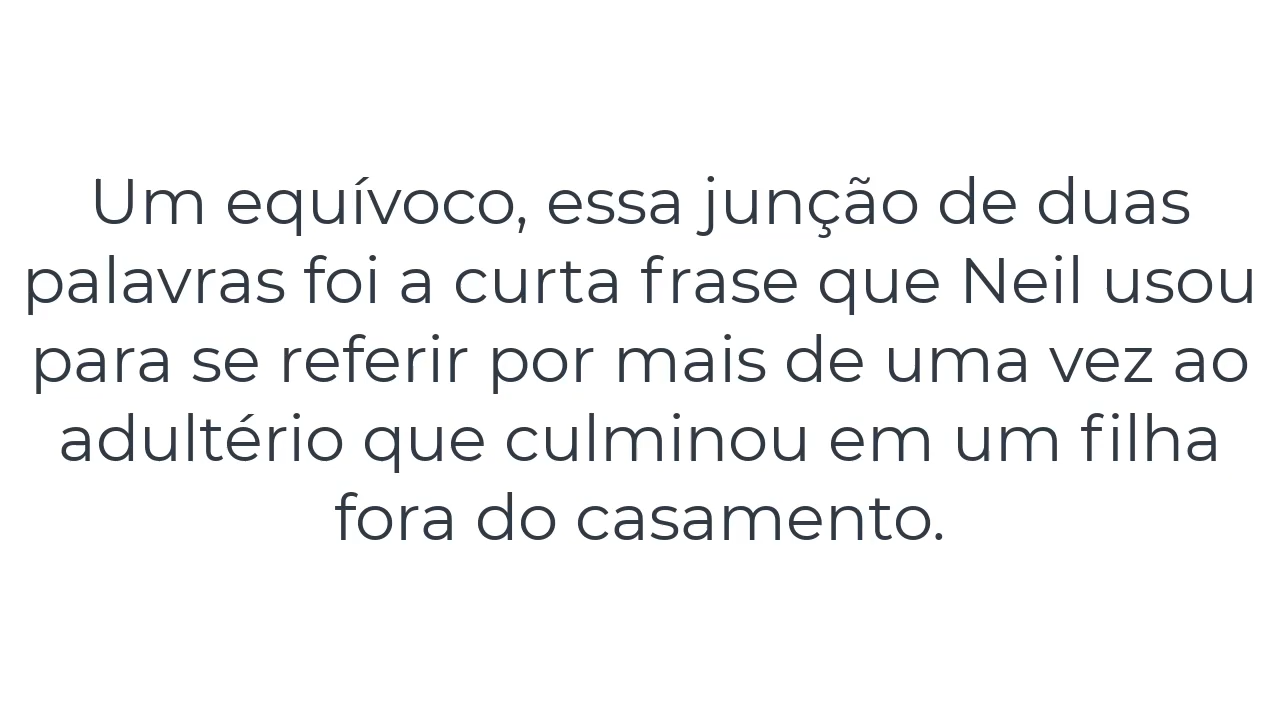 Um equívoco, essa junção de duas
palavras foi a curta frase que Neil usou
para se referir por mais de uma vez ao
adultério que culminou em um filha
fora do casamento.